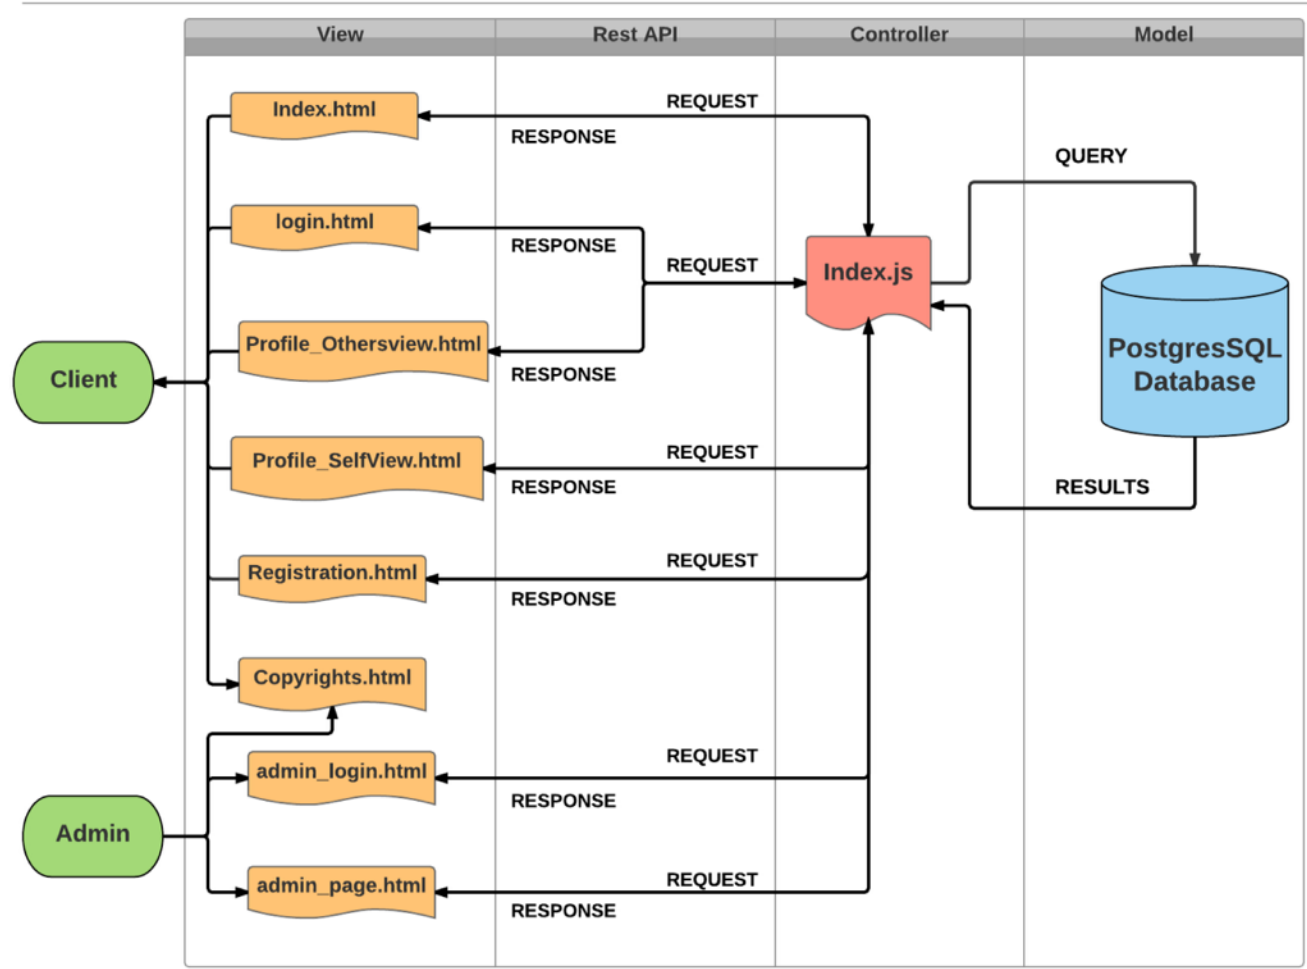 View
Rest API
Controller
Model
Index.html
REQUEST
RESPONSE
QUERY
login.html
RESPONSE
REQUEST
Index.js
Profile_Othersview.html
RESPONSE
PostgresSQL
Database
Client
Profile_SelfView.html
REQUEST
RESPONSE
RESULTS
Registration.html
REQUEST
RESPONSE
Copyrights.html
admin_login.html
REQUEST
RESPONSE
Admin
admin_page.html
REQUEST
RESPONSE